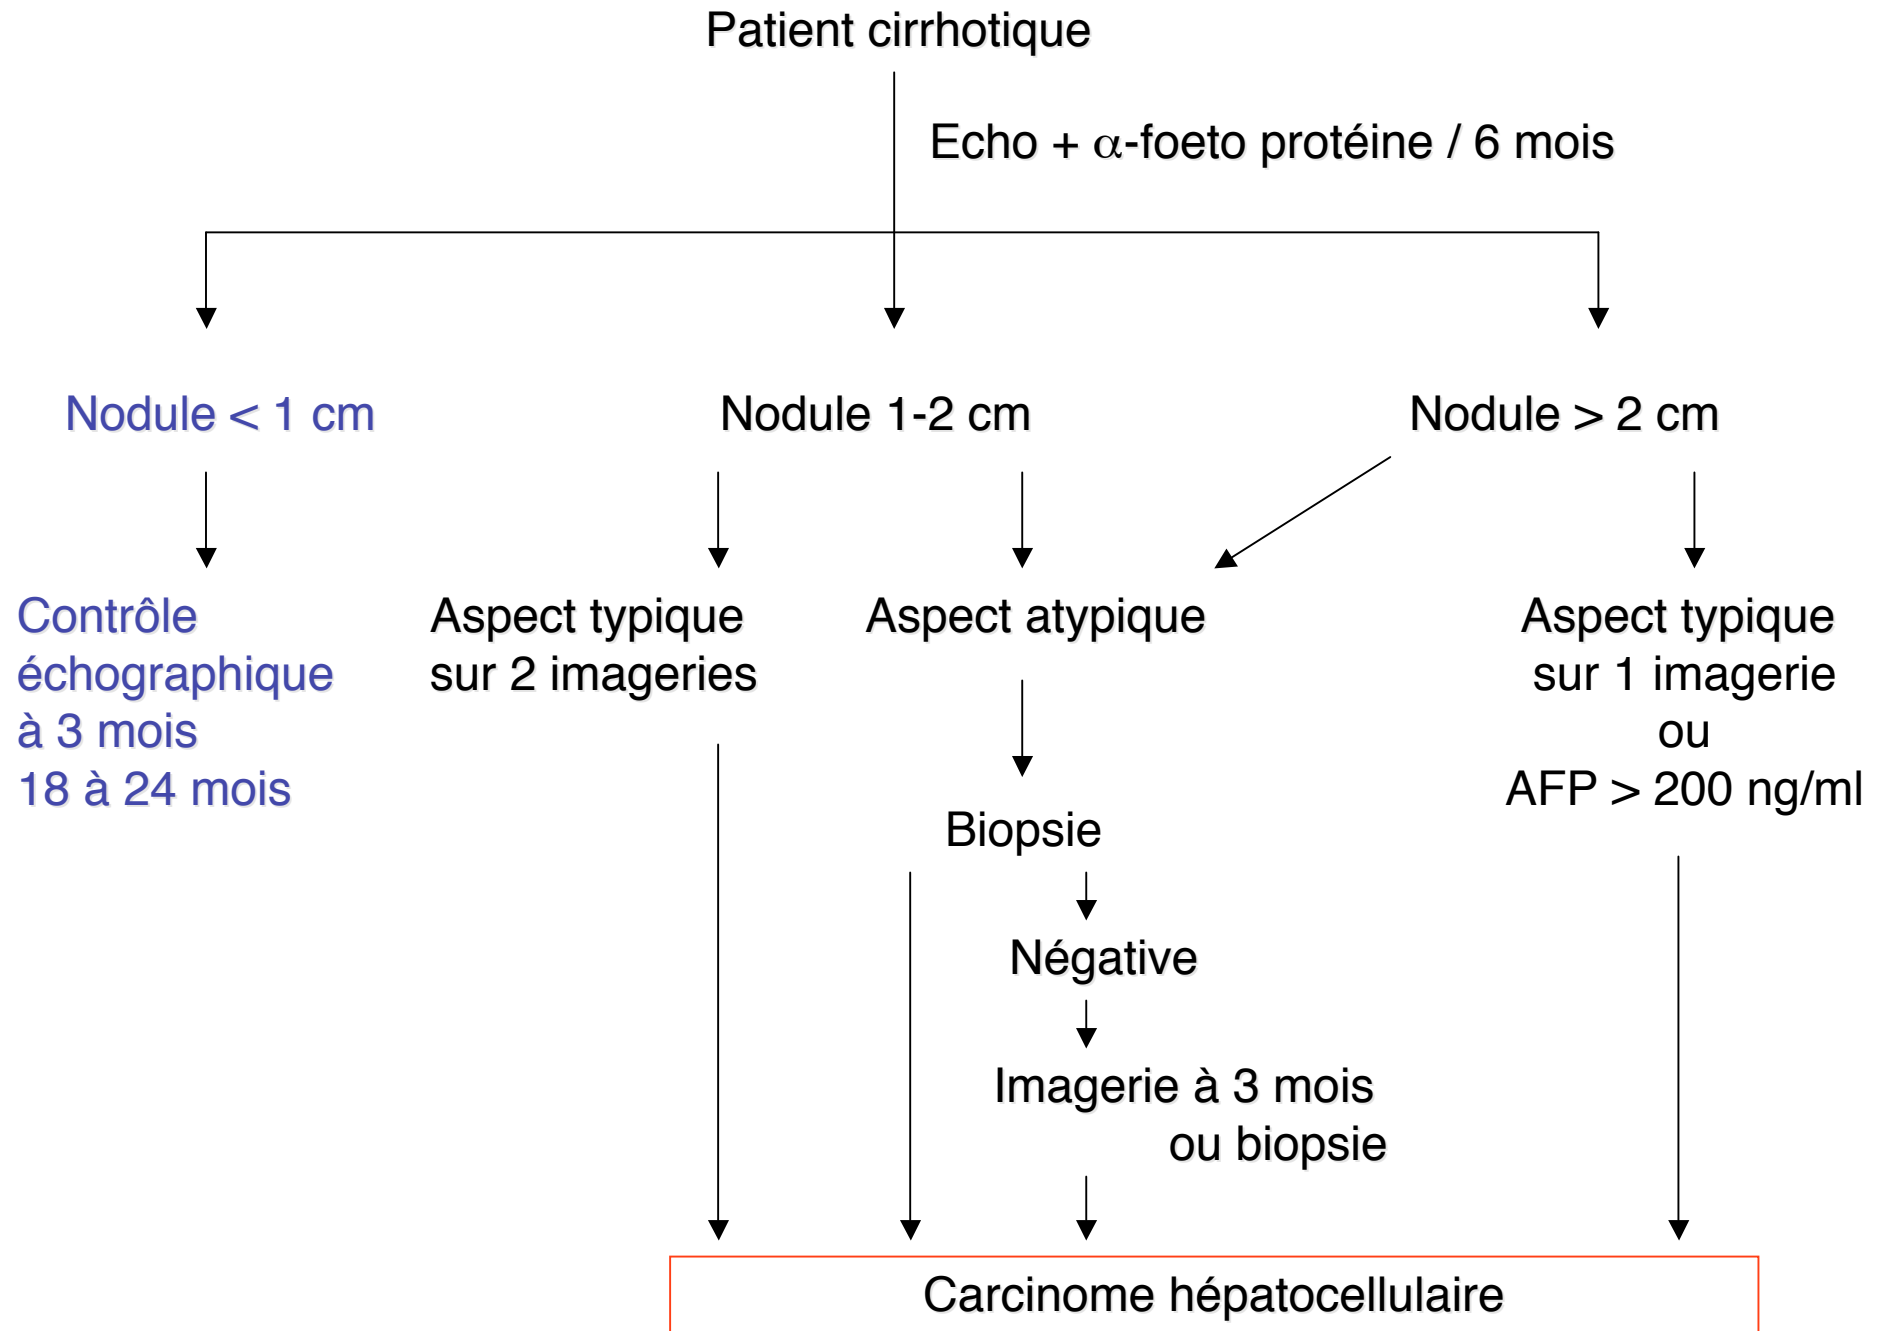 Patient cirrhotique
Echo + α-foeto protéine / 6 mois
Nodule < 1 cm
Nodule 1-2 cm
Nodule > 2 cm
Contrôle
échographique
à 3 mois
18 à 24 mois
Aspect typique
sur 2 imageries
Aspect atypique
Aspect typique
sur 1 imagerie
ou
AFP > 200 ng/ml
Biopsie
Négative
Imagerie à 3 mois
ou biopsie
Carcinome hépatocellulaire